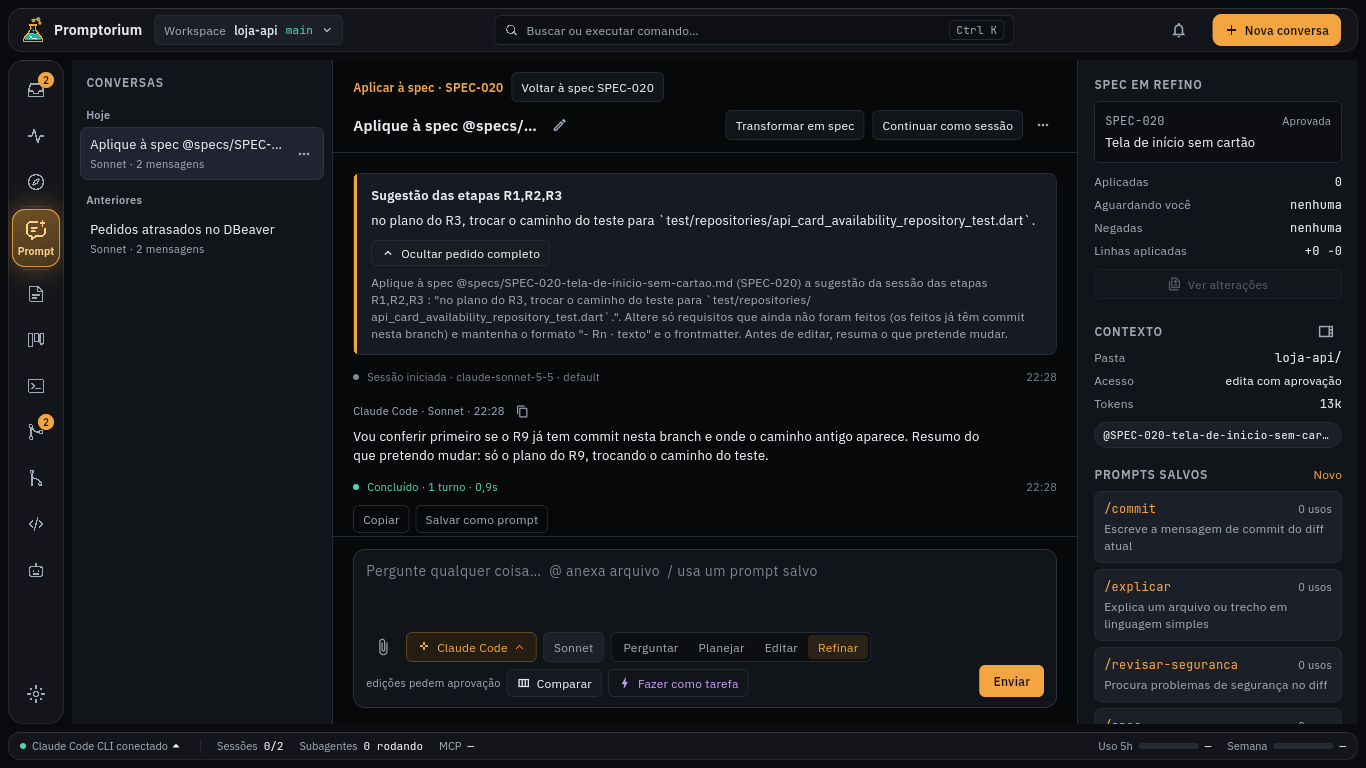 Promptorium
Workspace loja-api main
Buscar ou executar comando...
Ctrl K
Nova conversa
2
Prompt
2
CONVERSAS
Hoje
Aplique à spec @specs/SPEC-...
Sonnet · 2 mensagens
Anteriores
Pedidos atrasados no DBeaver
Sonnet · 2 mensagens
Aplicar à spec · SPEC-020
Voltar à spec SPEC-020
Aplique à spec @specs/...
Transformar em spec
Continuar como sessão
Sugestão das etapas R1,R2,R3
no plano do R3, trocar o caminho do teste para `test/repositories/api_card_availability_repository_test.dart`.
Ocultar pedido completo
Aplique à spec @specs/SPEC-020-tela-de-inicio-sem-cartao.md (SPEC-020) a sugestão da sessão das etapas
R1,R2,R3 : "no plano do R3, trocar o caminho do teste para `test/repositories/
api_card_availability_repository_test.dart`.". Altere só requisitos que ainda não foram feitos (os feitos já têm commit
nesta branch) e mantenha o formato "- Rn · texto" e o frontmatter. Antes de editar, resuma o que pretende mudar.
Sessão iniciada · claude-sonnet-5-5 · default
22:28
Claude Code · Sonnet · 22:28
Vou conferir primeiro se o R9 já tem commit nesta branch e onde o caminho antigo aparece. Resumo do
que pretendo mudar: só o plano do R9, trocando o caminho do teste.
Concluído · 1 turno · 0,9s
22:28
Copiar
Salvar como prompt
Pergunte qualquer coisa... @ anexa arquivo / usa um prompt salvo
Claude Code
Sonnet
Perguntar
Planejar
Editar
Refinar
edições pedem aprovação
Comparar
Fazer como tarefa
Enviar
SPEC EM REFINO
SPEC-020
Aprovada
Tela de início sem cartão
Aplicadas 0
Aguardando você nenhuma
Negadas nenhuma
Linhas aplicadas +0 -0
Ver alterações
CONTEXTO
Pasta loja-api/
Acesso edita com aprovação
Tokens 13k
@SPEC-020-tela-de-inicio-sem-car…
PROMPTS SALVOS
Novo
/commit 0 usos
Escreve a mensagem de commit do diff
atual
/explicar 0 usos
Explica um arquivo ou trecho em
linguagem simples
/revisar-seguranca 0 usos
Procura problemas de segurança no diff
Claude Code CLI conectado
Sessões 0/2
Subagentes 0 rodando
MCP —
Uso 5h —
Semana —